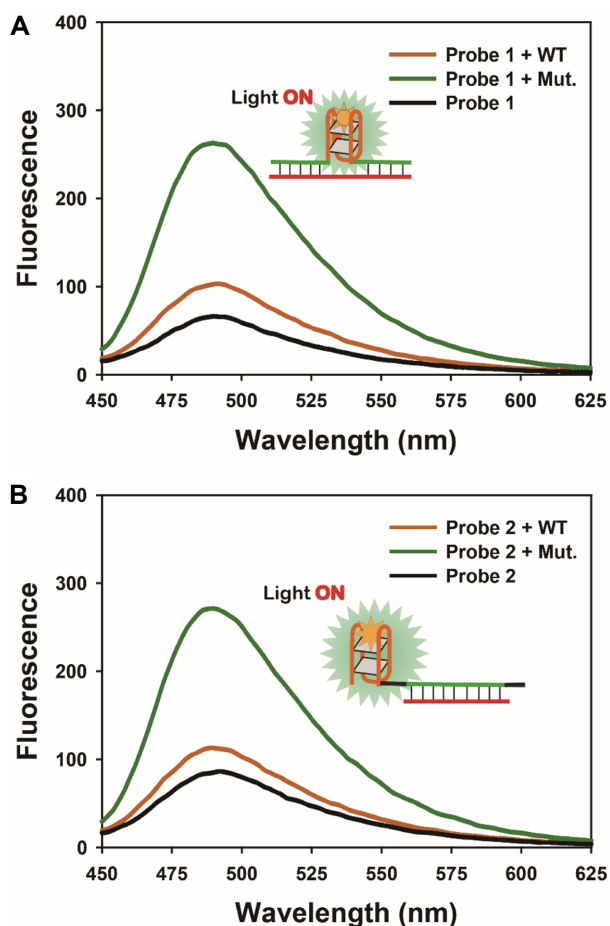 A
400
300
200
100
0
Fluorescence
Probe 1 + WT
Probe 1 + Mut.
Probe 1
Light ON
450 475 500 525 550 575 600 625
Wavelength (nm)
B
400
300
200
100
0
Fluorescence
Probe 2 + WT
Probe 2 + Mut.
Probe 2
Light ON
450 475 500 525 550 575 600 625
Wavelength (nm)